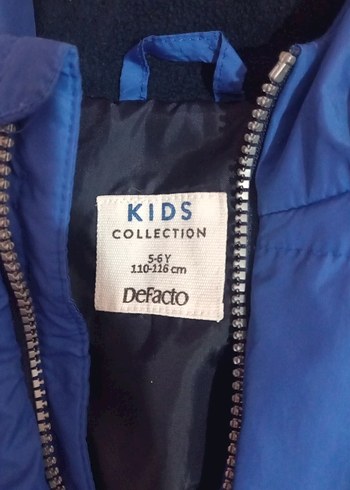 KIDS
COLLECTION
5-6 Y
110-116 cm
DeFacto